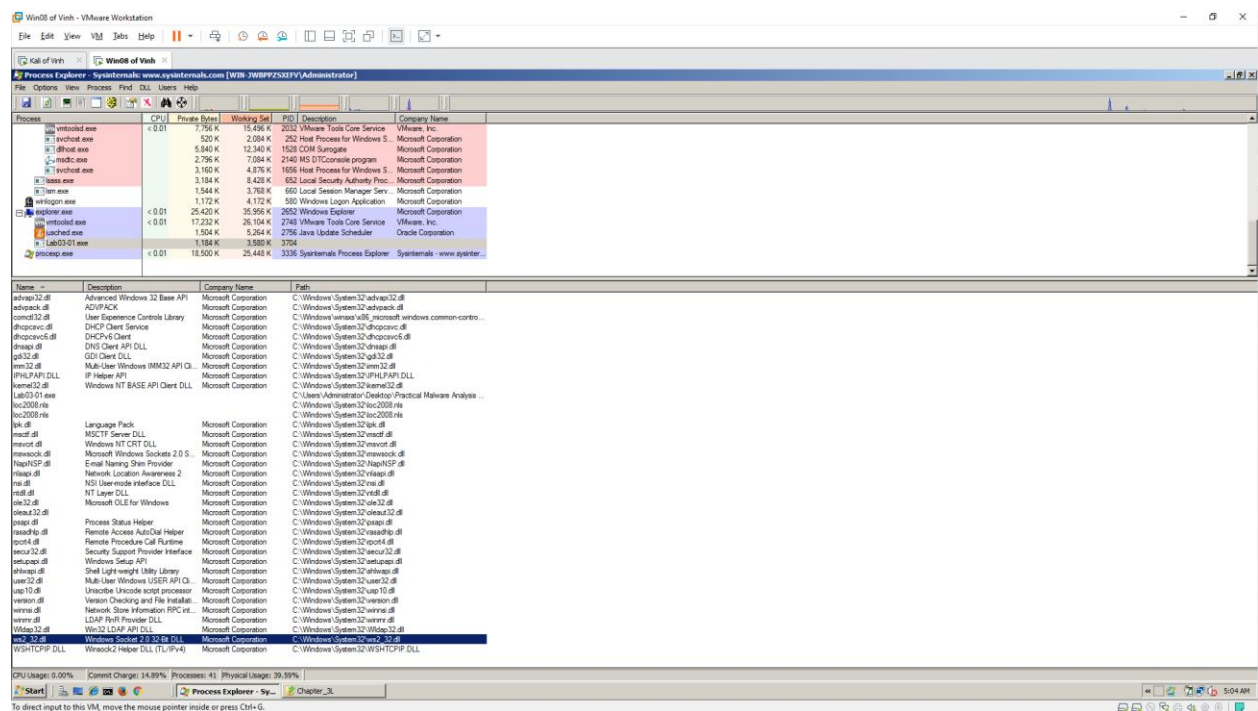 Win08 of Vinh - VMware Workstation
File Edit View VM Tabs Help
Kali of Vinh × Win08 of Vinh ×
Process Explorer - Sysinternals: www.sysinternals.com [WIN-JWBPPZSXEFV\Administrator]
File Options View Process Find DLL Users Help
Process CPU Private Bytes Working Set PID Description Company Name
vmtoolsd.exe < 0.01 7,756 K 15,496 K 2032 VMware Tools Core Service VMware, Inc.
svchost.exe 520 K 2,084 K 252 Host Process for Windows S... Microsoft Corporation
dllhost.exe 5,840 K 12,340 K 1528 COM Surrogate Microsoft Corporation
msdtc.exe 2,796 K 7,084 K 2140 MS DTCconsole program Microsoft Corporation
svchost.exe 3,160 K 4,876 K 1656 Host Process for Windows S... Microsoft Corporation
lsass.exe 3,184 K 8,428 K 652 Local Security Authority Proc... Microsoft Corporation
lsm.exe 1,544 K 3,768 K 660 Local Session Manager Serv... Microsoft Corporation
winlogon.exe 1,172 K 4,172 K 580 Windows Logon Application Microsoft Corporation
explorer.exe < 0.01 25,420 K 35,956 K 2652 Windows Explorer Microsoft Corporation
vmtoolsd.exe < 0.01 17,232 K 26,104 K 2748 VMware Tools Core Service VMware, Inc.
jusched.exe 1,504 K 5,264 K 2756 Java Update Scheduler Oracle Corporation
Lab03-01.exe 1,184 K 3,580 K 3704
procexp.exe < 0.01 18,500 K 25,448 K 3336 Sysinternals Process Explorer Sysinternals - www.sysinter...
Name Description Company Name Path
advapi32.dll Advanced Windows 32 Base API Microsoft Corporation C:\Windows\System32\advapi32.dll
advpack.dll ADVPACK Microsoft Corporation C:\Windows\System32\advpack.dll
comctl32.dll User Experience Controls Library Microsoft Corporation C:\Windows\winsxs\x86_microsoft.windows.common-contro...
dhcpcsvc.dll DHCP Client Service Microsoft Corporation C:\Windows\System32\dhcpcsvc.dll
dhcpcsvc6.dll DHCPv6 Client Microsoft Corporation C:\Windows\System32\dhcpcsvc6.dll
dnsapi.dll DNS Client API DLL Microsoft Corporation C:\Windows\System32\dnsapi.dll
gdi32.dll GDI Client DLL Microsoft Corporation C:\Windows\System32\gdi32.dll
imm32.dll Multi-User Windows IMM32 API Cli... Microsoft Corporation C:\Windows\System32\imm32.dll
IPHLPAPI.DLL IP Helper API Microsoft Corporation C:\Windows\System32\IPHLPAPI.DLL
kernel32.dll Windows NT BASE API Client DLL Microsoft Corporation C:\Windows\System32\kernel32.dll
Lab03-01.exe C:\Users\Administrator\Desktop\Practical Malware Analysis ...
loc2008.nls C:\Windows\System32\loc2008.nls
loc2008.nls C:\Windows\System32\loc2008.nls
lpk.dll Language Pack Microsoft Corporation C:\Windows\System32\lpk.dll
msctf.dll MSCTF Server DLL Microsoft Corporation C:\Windows\System32\msctf.dll
msvcrt.dll Windows NT CRT DLL Microsoft Corporation C:\Windows\System32\msvcrt.dll
mswsock.dll Microsoft Windows Sockets 2.0 S... Microsoft Corporation C:\Windows\System32\mswsock.dll
NapiNSP.dll E-mail Naming Shim Provider Microsoft Corporation C:\Windows\System32\NapiNSP.dll
nlaapi.dll Network Location Awareness 2 Microsoft Corporation C:\Windows\System32\nlaapi.dll
nsi.dll NSI User-mode interface DLL Microsoft Corporation C:\Windows\System32\nsi.dll
ntdll.dll NT Layer DLL Microsoft Corporation C:\Windows\System32\ntdll.dll
ole32.dll Microsoft OLE for Windows Microsoft Corporation C:\Windows\System32\ole32.dll
oleaut32.dll Microsoft Corporation C:\Windows\System32\oleaut32.dll
psapi.dll Process Status Helper Microsoft Corporation C:\Windows\System32\psapi.dll
rasadhlp.dll Remote Access AutoDial Helper Microsoft Corporation C:\Windows\System32\rasadhlp.dll
rpcrt4.dll Remote Procedure Call Runtime Microsoft Corporation C:\Windows\System32\rpcrt4.dll
secur32.dll Security Support Provider Interface Microsoft Corporation C:\Windows\System32\secur32.dll
setupapi.dll Windows Setup API Microsoft Corporation C:\Windows\System32\setupapi.dll
shlwapi.dll Shell Light-weight Utility Library Microsoft Corporation C:\Windows\System32\shlwapi.dll
user32.dll Multi-User Windows USER API Cli... Microsoft Corporation C:\Windows\System32\user32.dll
usp10.dll Uniscribe Unicode script processor Microsoft Corporation C:\Windows\System32\usp10.dll
version.dll Version Checking and File Installati... Microsoft Corporation C:\Windows\System32\version.dll
winnsi.dll Network Store Information RPC int... Microsoft Corporation C:\Windows\System32\winnsi.dll
winrnr.dll LDAP RnR Provider DLL Microsoft Corporation C:\Windows\System32\winrnr.dll
Wldap32.dll Win32 LDAP API DLL Microsoft Corporation C:\Windows\System32\Wldap32.dll
ws2_32.dll Windows Socket 2.0 32-Bit DLL Microsoft Corporation C:\Windows\System32\ws2_32.dll
WSHTCPIP.DLL Winsock2 Helper DLL (TL/IPv4) Microsoft Corporation C:\Windows\System32\WSHTCPIP.DLL
CPU Usage: 0.00% Commit Charge: 14.89% Processes: 41 Physical Usage: 39.59%
Start Process Explorer - Sy... Chapter_3L 5:04 AM
To direct input to this VM, move the mouse pointer inside or press Ctrl+G.